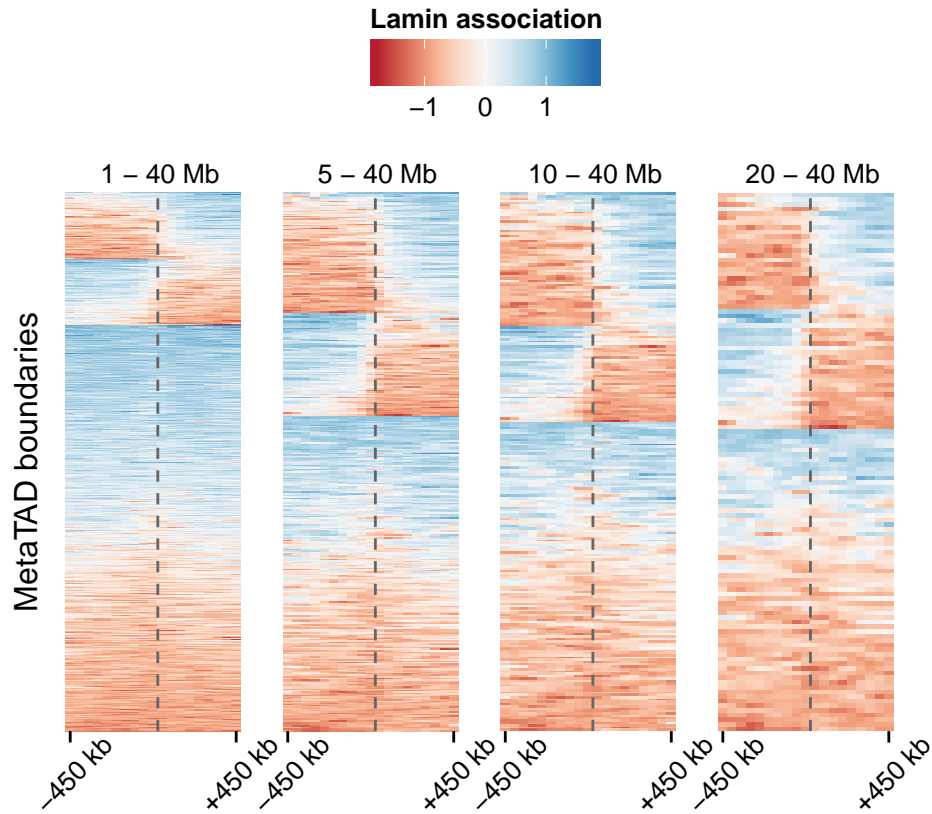 Lamin association
−1 0 1
1 − 40 Mb 5 − 40 Mb 10 − 40 Mb 20 − 40 Mb
MetaTAD boundaries
−450 kb +450 kb −450 kb +450 kb −450 kb +450 kb −450 kb +450 kb